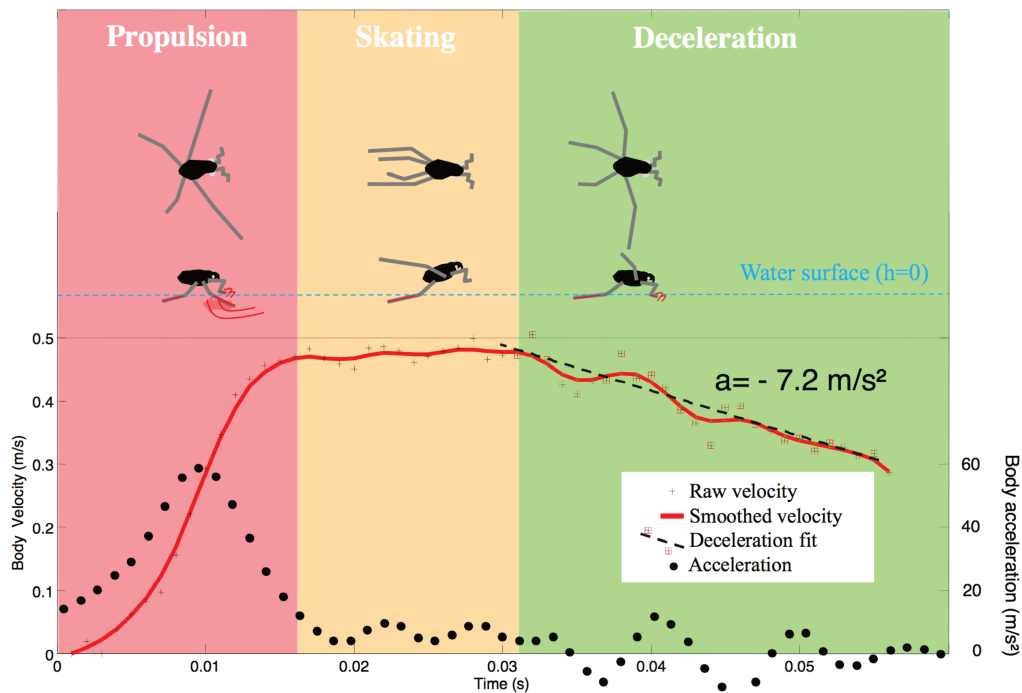 Propulsion
Skating
Deceleration
Water surface (h=0)
0.5
0.4
0.3
0.2
0.1
0
a= - 7.2 m/s²
60
40
20
0
Raw velocity
Smoothed velocity
Deceleration fit
Acceleration
Body Velocity (m/s)
Body acceleration (m/s²)
0
0.01
0.02
0.03
0.04
0.05
Time (s)